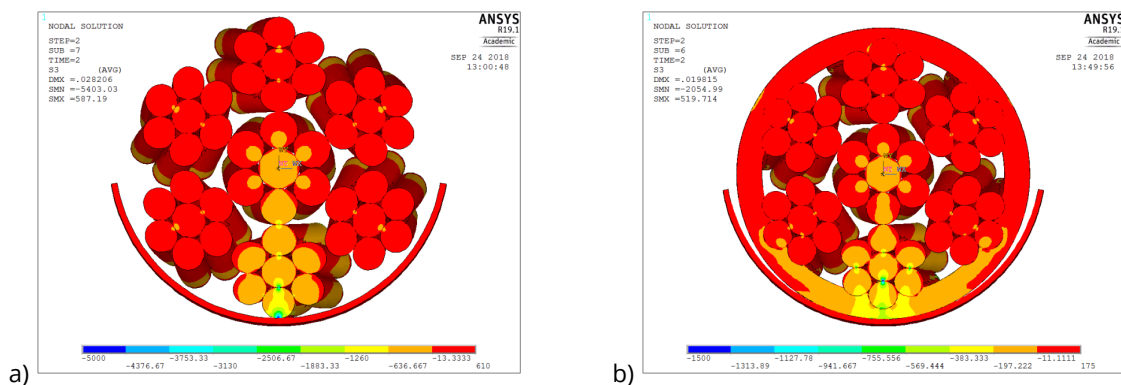 1
NODAL SOLUTION
STEP=2
SUB =7
TIME=2
S3 (AVG)
DMX =.028206
SMN =-5403.03
SMX =587.19
ANSYS
R19.1
Academic
SEP 24 2018
13:00:48
-5000 -3753.33 -2506.67 -1260 -13.3333
-4376.67 -3130 -1883.33 -636.667 610
a)
1
NODAL SOLUTION
STEP=2
SUB =6
TIME=2
S3 (AVG)
DMX =.019815
SMN =-2054.99
SMX =519.714
ANSYS
R19.
Academic
SEP 24 2018
13:49:56
-1500 -1127.78 -755.556 -383.333 -11.1111
-1313.89 -941.667 -569.444 -197.222 175
b)